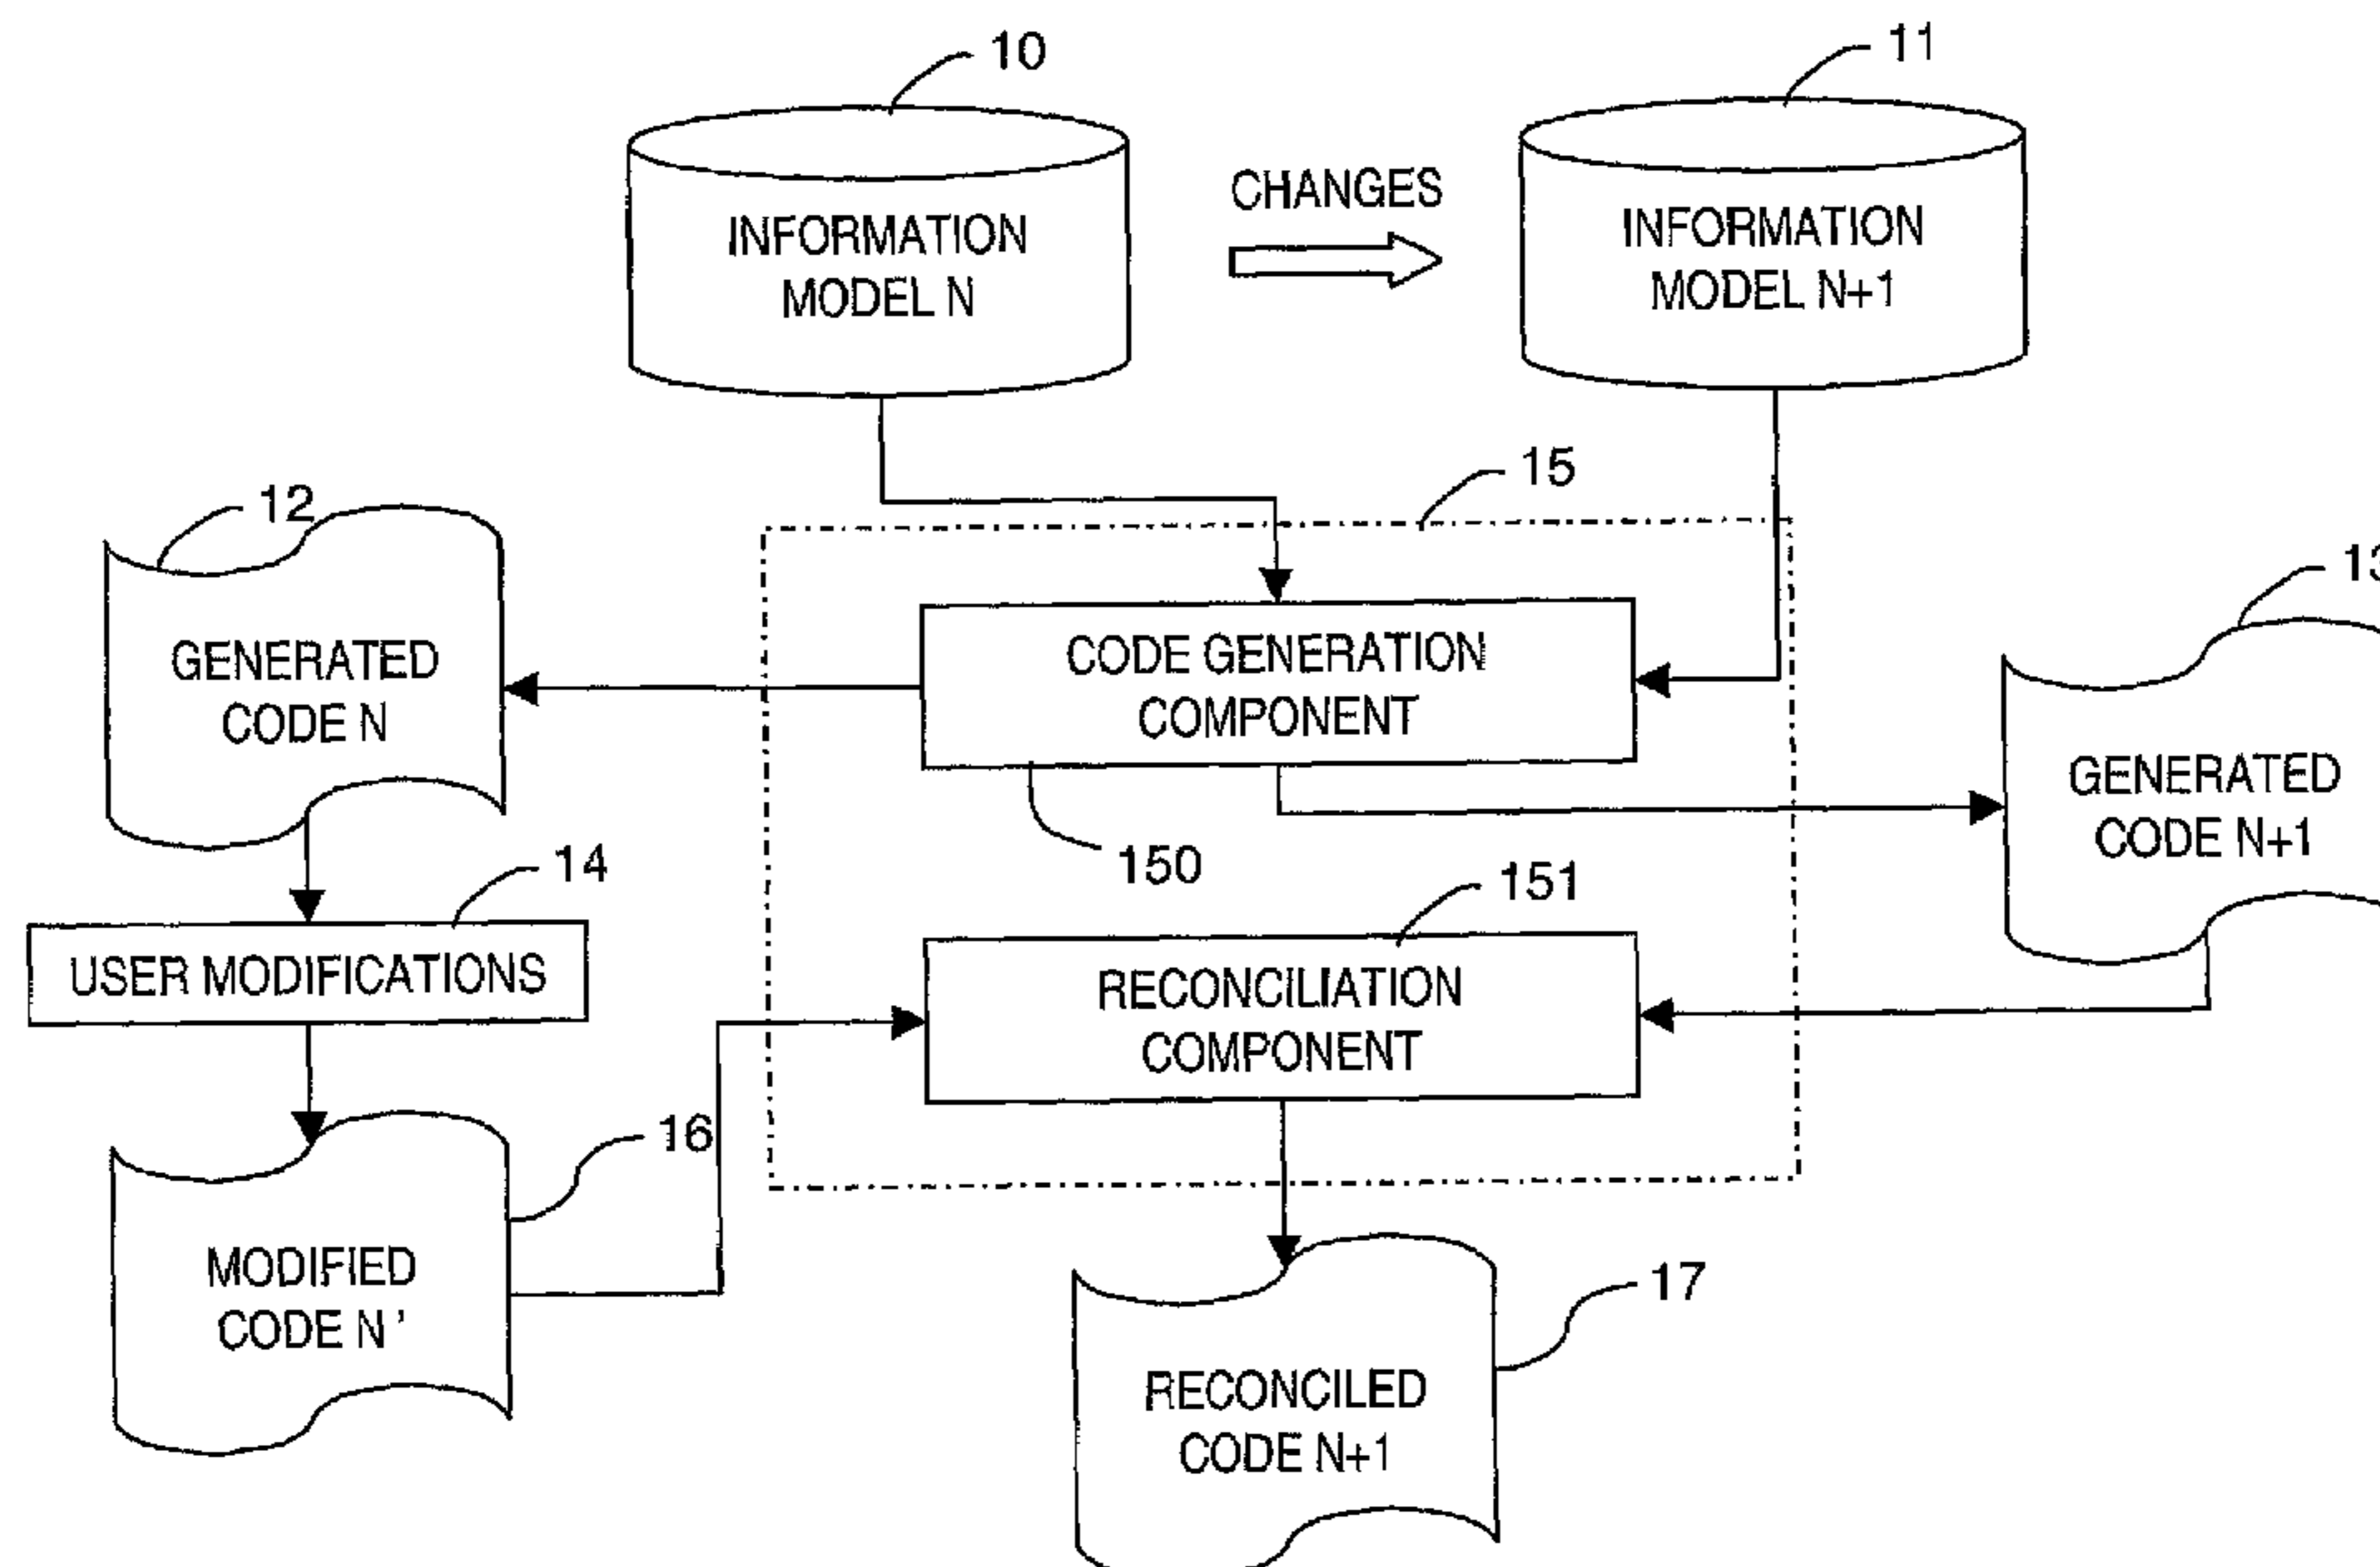 10
11
INFORMATION
MODEL N
CHANGES
INFORMATION
MODEL N+1
15
12
GENERATED
CODE N
CODE GENERATION
COMPONENT
GENERATED
CODE N+1
150
14
151
USER MODIFICATIONS
RECONCILIATION
COMPONENT
16
MODIFIED
CODE N'
17
RECONCILED
CODE N+1